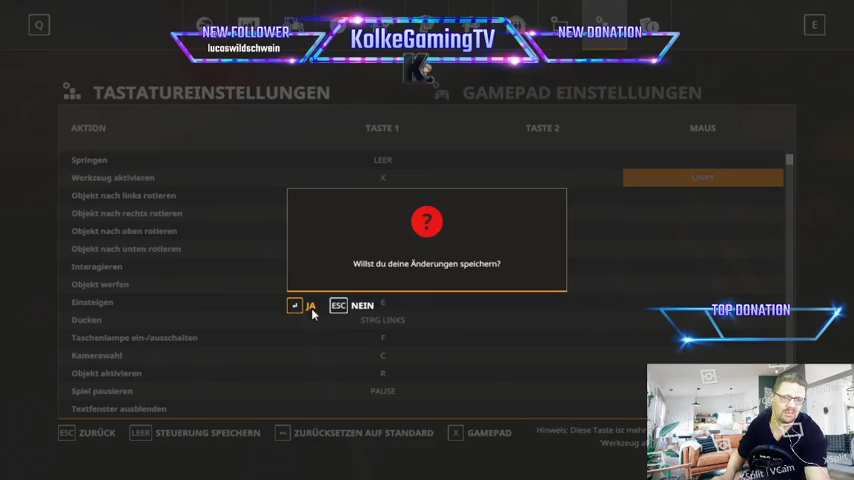 Q
NEW FOLLOWER
lucaswildschwein
KolkeGamingTV
NEW DONATION
E
TASTATUREINSTELLUNGEN
GAMEPAD EINSTELLUNGEN
AKTION TASTE 1 TASTE 2 MAUS
Springen LEER
Werkzeug aktivieren X LINKS
Objekt nach links rotieren
Objekt nach rechts rotieren
Objekt nach oben rotieren
Objekt nach unten rotieren
Interagieren
Objekt werfen
Einsteigen E
Ducken STRG LINKS
Taschenlampe ein-/ausschalten F
Kamerawahl C
Objekt aktivieren R
Spiel pausieren PAUSE
Textfenster ausblenden
?
Willst du deine Änderungen speichern?
JA ESC NEIN
TOP DONATION
ESC ZURÜCK LEER STEUERUNG SPEICHERN ZURÜCKSETZEN AUF STANDARD X GAMEPAD
Hinweis: Diese Taste ist
'Werkzeug
XSplit VCam
XSplit